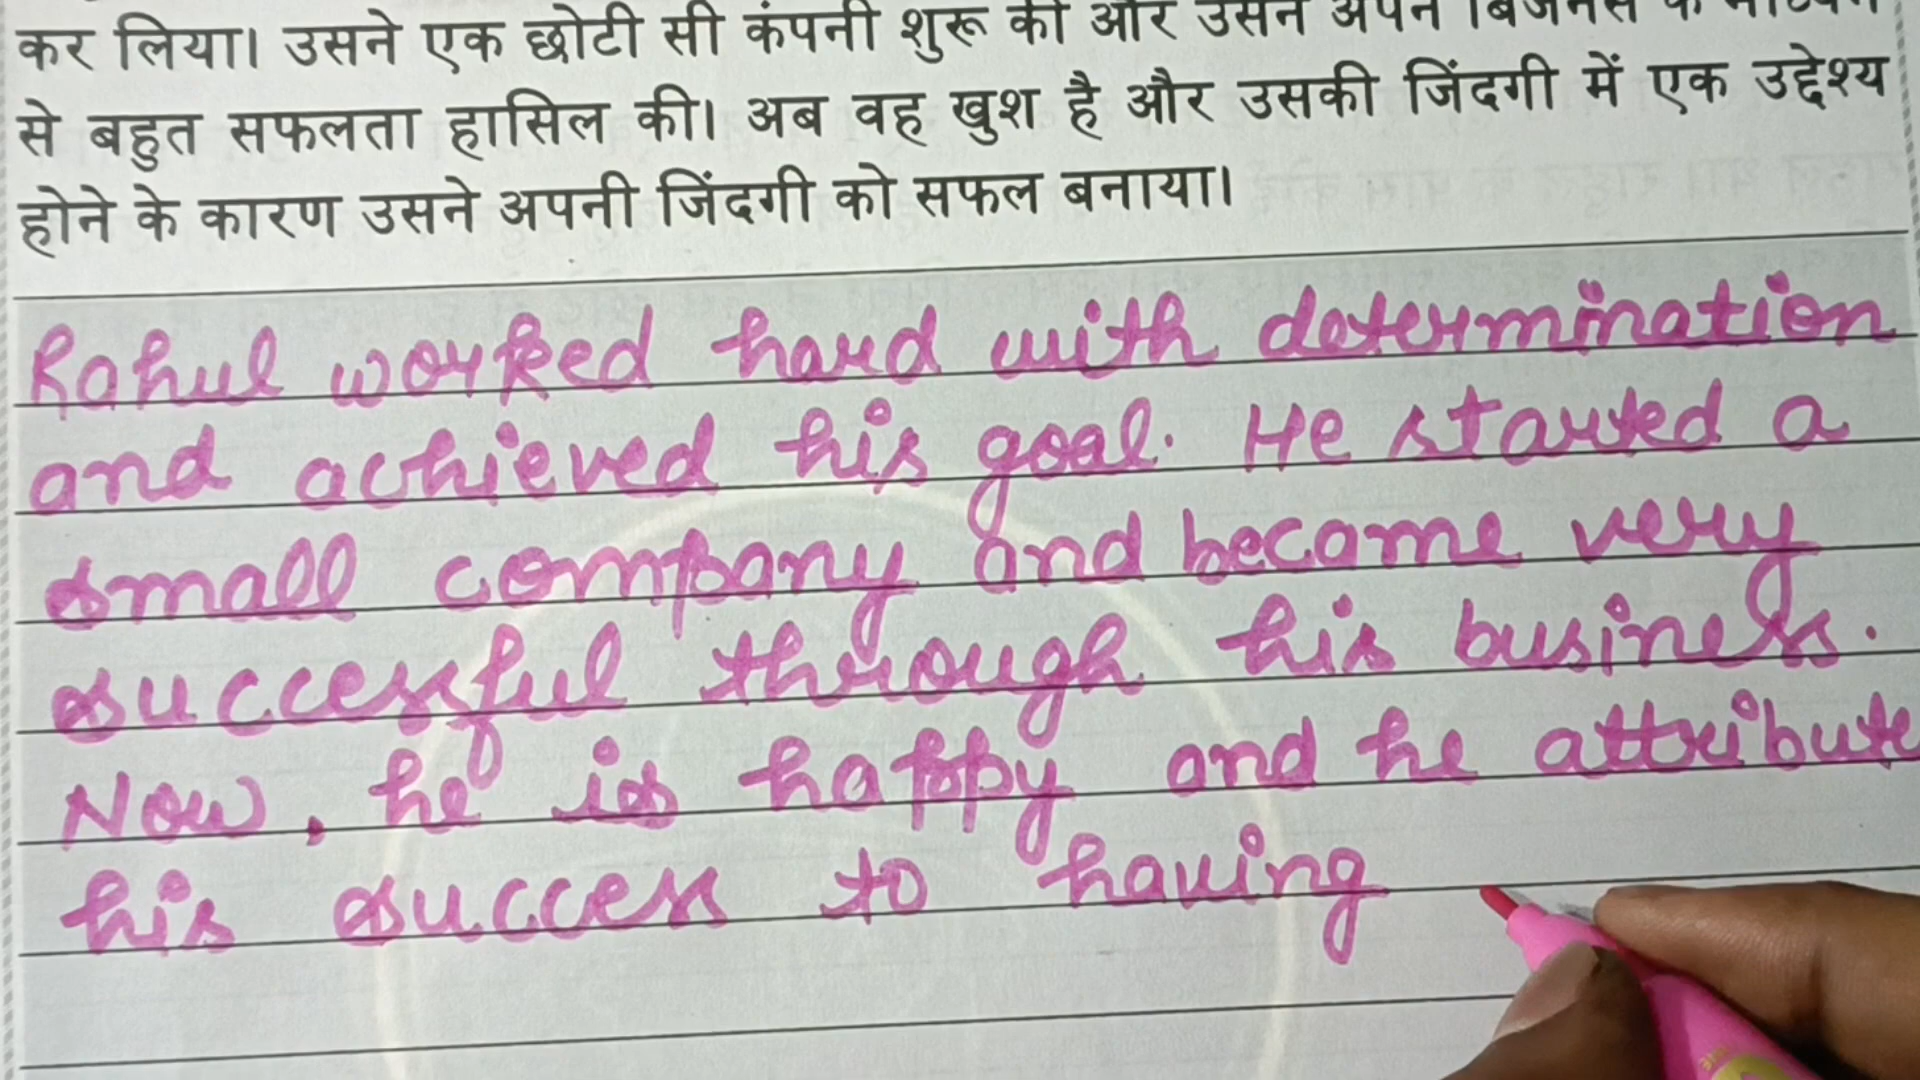 कर लिया। उसने एक छोटी सी कंपनी शुरू की और उसने अपने बिजनेस के माध्यम
से बहुत सफलता हासिल की। अब वह खुश है और उसकी जिंदगी में एक उद्देश्य
होने के कारण उसने अपनी जिंदगी को सफल बनाया।
Rahul worked hard with determination
and achieved his goal. He started a
small company and became very
successful through his business.
Now, he is happy and he attribute
his success to having